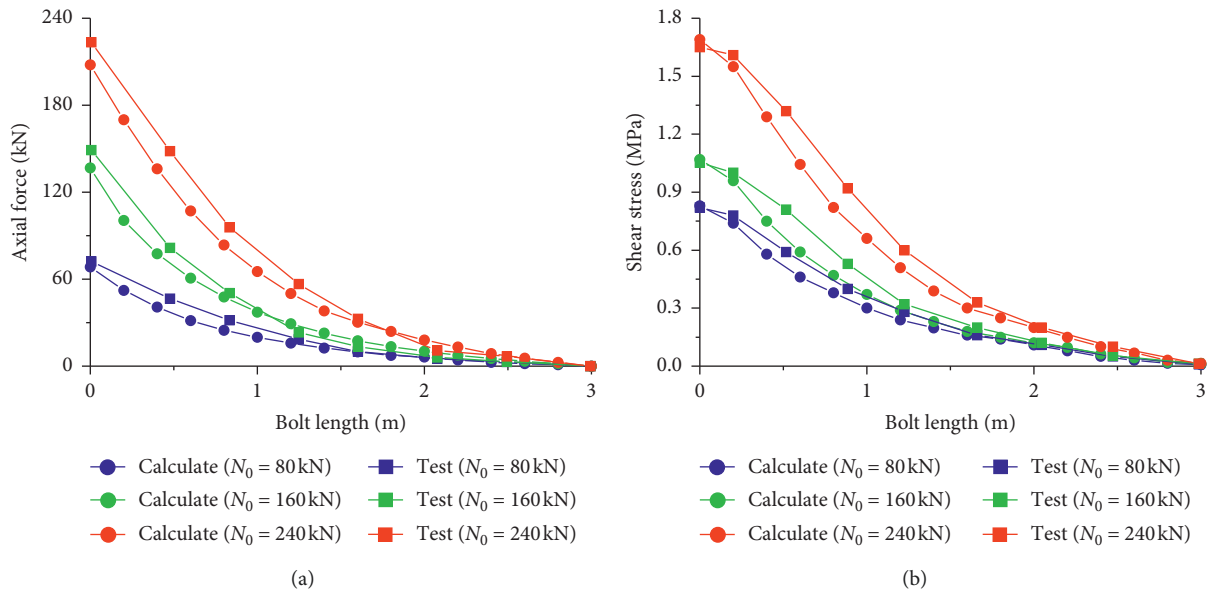 240
180
120
60
0
Axial force (kN)
0
1
2
3
Bolt length (m)
Calculate (N0 = 80 kN)
Test (N0 = 80 kN)
Calculate (N0 = 160 kN)
Test (N0 = 160 kN)
Calculate (N0 = 240 kN)
Test (N0 = 240 kN)
(a)
1.8
1.5
1.2
0.9
0.6
0.3
0.0
Shear stress (MPa)
0
1
2
3
Bolt length (m)
Calculate (N0 = 80 kN)
Test (N0 = 80 kN)
Calculate (N0 = 160 kN)
Test (N0 = 160 kN)
Calculate (N0 = 240 kN)
Test (N0 = 240 kN)
(b)